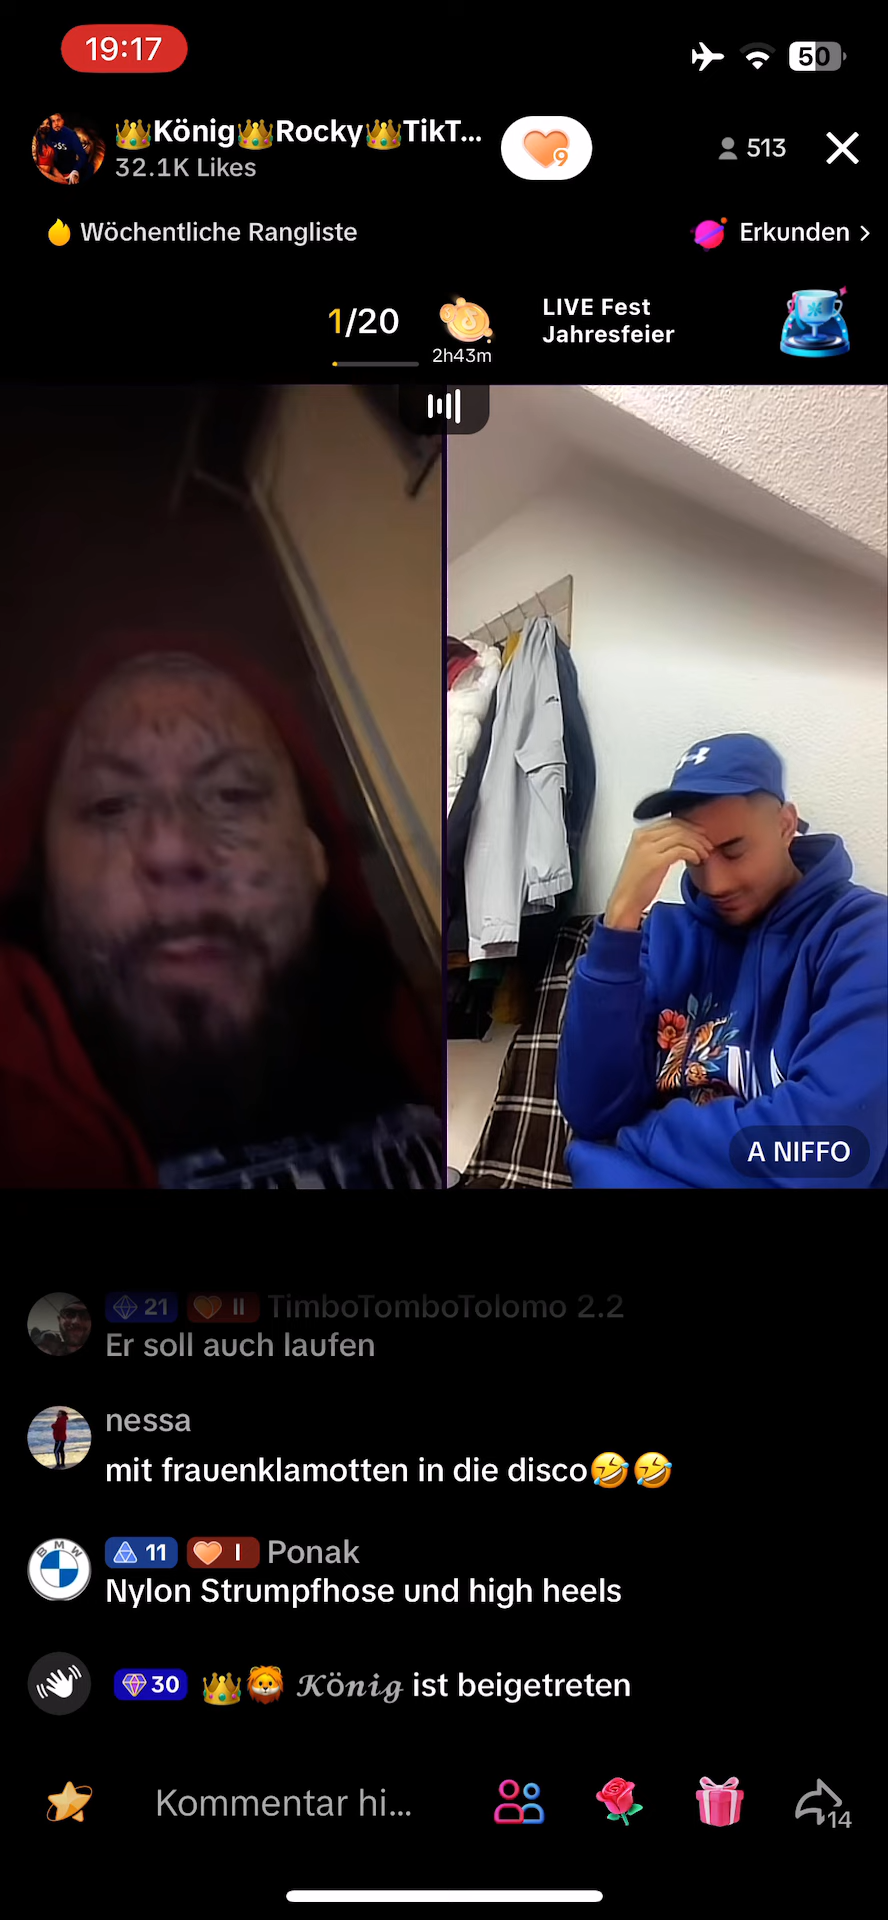 19:17
50
👑König👑Rocky👑TikT...
9
32.1K Likes
513
Wöchentliche Rangliste
Erkunden >
1/20
2h43m
LIVE Fest
Jahresfeier
A NIFFO
21 II TimboTomboTolomo 2.2
Er soll auch laufen
nessa
mit frauenklamotten in die disco🤣🤣
BMW
11 I Ponak
Nylon Strumpfhose und high heels
30 👑🦁 𝓚ö𝓷𝓲𝓰 ist beigetreten
Kommentar hi...
14